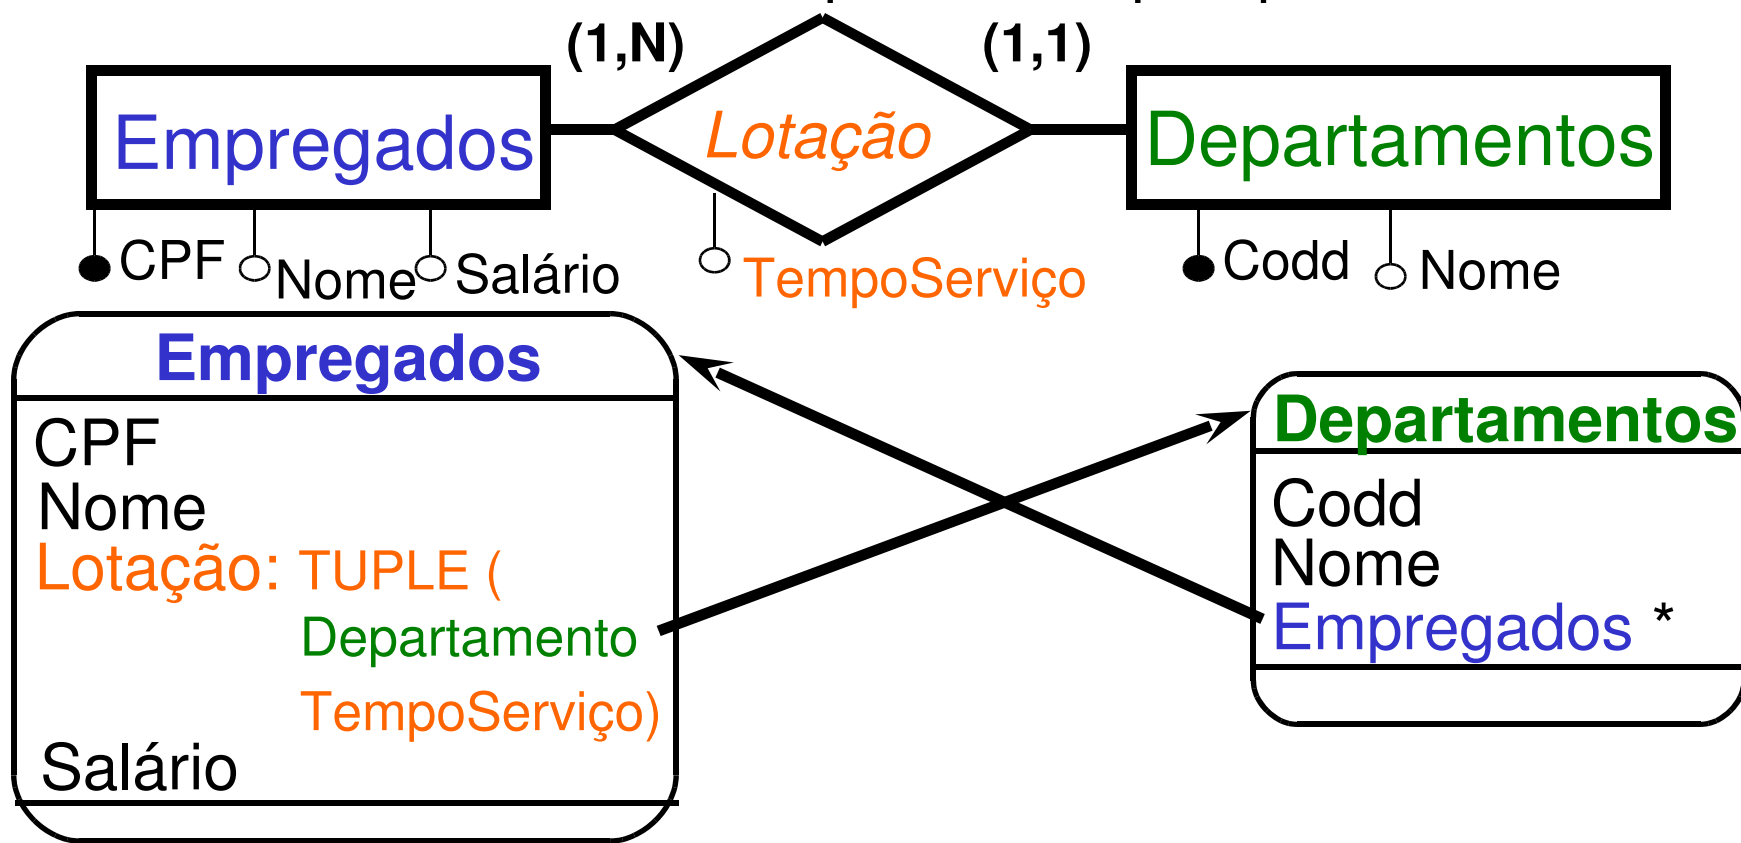 (1,N)
(1,1)
Empregados
Lotação
Departamentos
CPF
Nome
Salário
TempoServiço
Codd
Nome
Empregados
CPF
Nome
Lotação: TUPLE (
Departamento
TempoServiço)
Salário
Departamentos
Codd
Nome
Empregados *